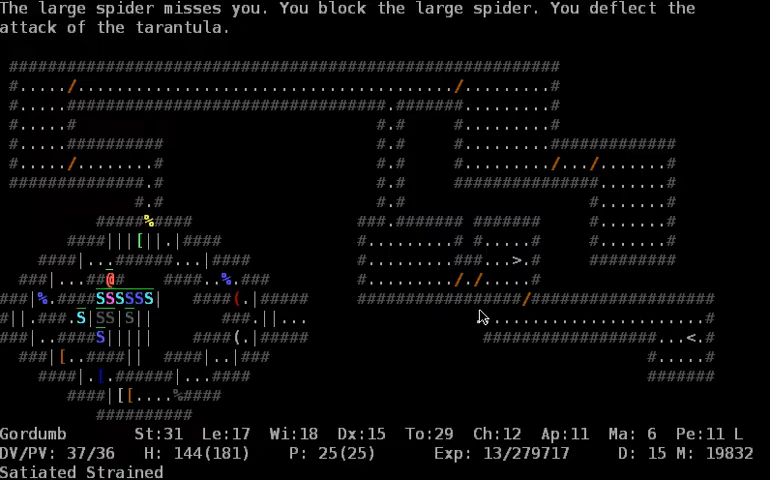 The large spider misses you. You block the large spider. You deflect the
attack of the tarantula.
###########################################################
#...../......................................../.........#
#.....##################################.#######.........#
#.....# #.# #.........#
#.....########## #.# #.........#############
#...../........# #.# #........./.../.......#
##############.# #.# ###############.......#
#.# #.# #.......#
#####%#### ###.####### ####### #.......#
####|||[||.|#### #.........# #.....# #.......#
####|...######...|#### #.........###...>.# #########
###|...#@# ####..%.### #........././.....#
###|%.####SSSSSS| ####(.|##### ##################/####################
#||.###.S|SS|S|| ###.||... ........................#
###|..####S||||| ####(.|##### ##################...<.#
###|[..####|| ####|..|### #.....#
####|.[.######|...#### #######
####|[[....%####
##########
Gordumb St:31 Le:17 Wi:18 Dx:15 To:29 Ch:12 Ap:11 Ma: 6 Pe:11 L
DV/PV: 37/36 H: 144(181) P: 25(25) Exp: 13/279717 D: 15 M: 19832
Satiated Strained